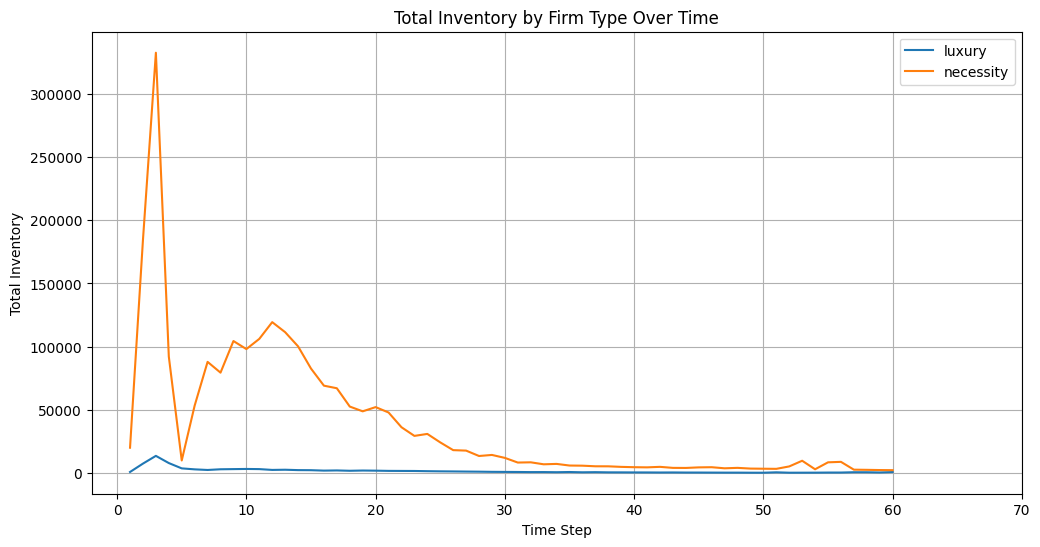 Total Inventory by Firm Type Over Time
luxury
necessity
Total Inventory
300000
250000
200000
150000
100000
50000
0
0 10 20 30 40 50 60 70
Time Step